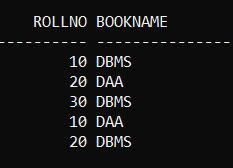 ROLLNO BOOKNAME
---------- ---------------
10 DBMS
20 DAA
30 DBMS
10 DAA
20 DBMS